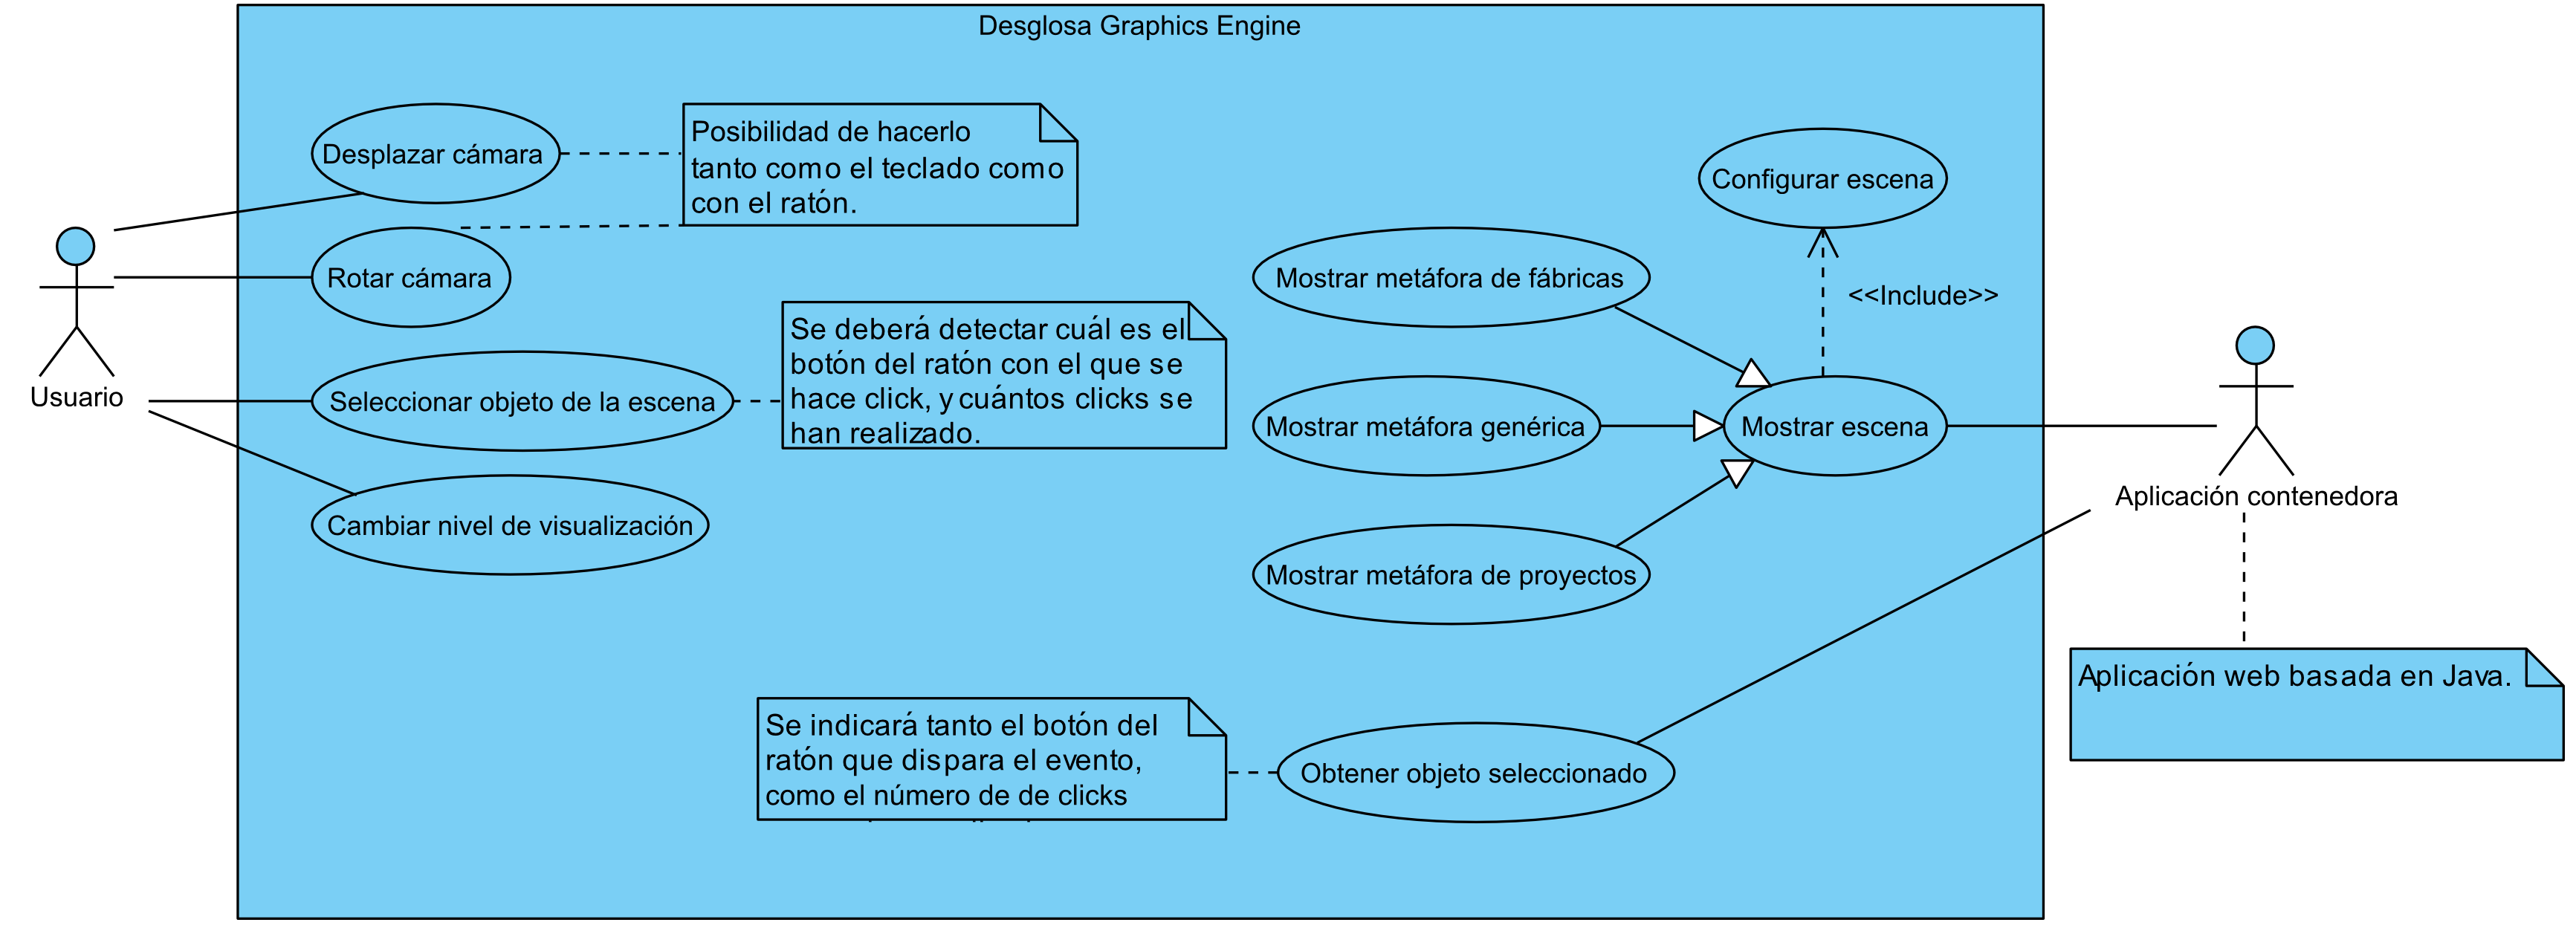 Desglosa Graphics Engine
Desplazar cámara
Posibilidad de hacerlo
tanto como el teclado como
con el ratón.
Configurar escena
Rotar cámara
Mostrar metáfora de fábricas
<<Include>>
Usuario
Seleccionar objeto de la escena
Se deberá detectar cuál es el
botón del ratón con el que se
hace click, y cuántos clicks se
han realizado.
Mostrar metáfora genérica
Mostrar escena
Aplicación contenedora
Cambiar nivel de visualización
Mostrar metáfora de proyectos
Aplicación web basada en Java.
Se indicará tanto el botón del
ratón que dispara el evento,
como el número de de clicks
Obtener objeto seleccionado